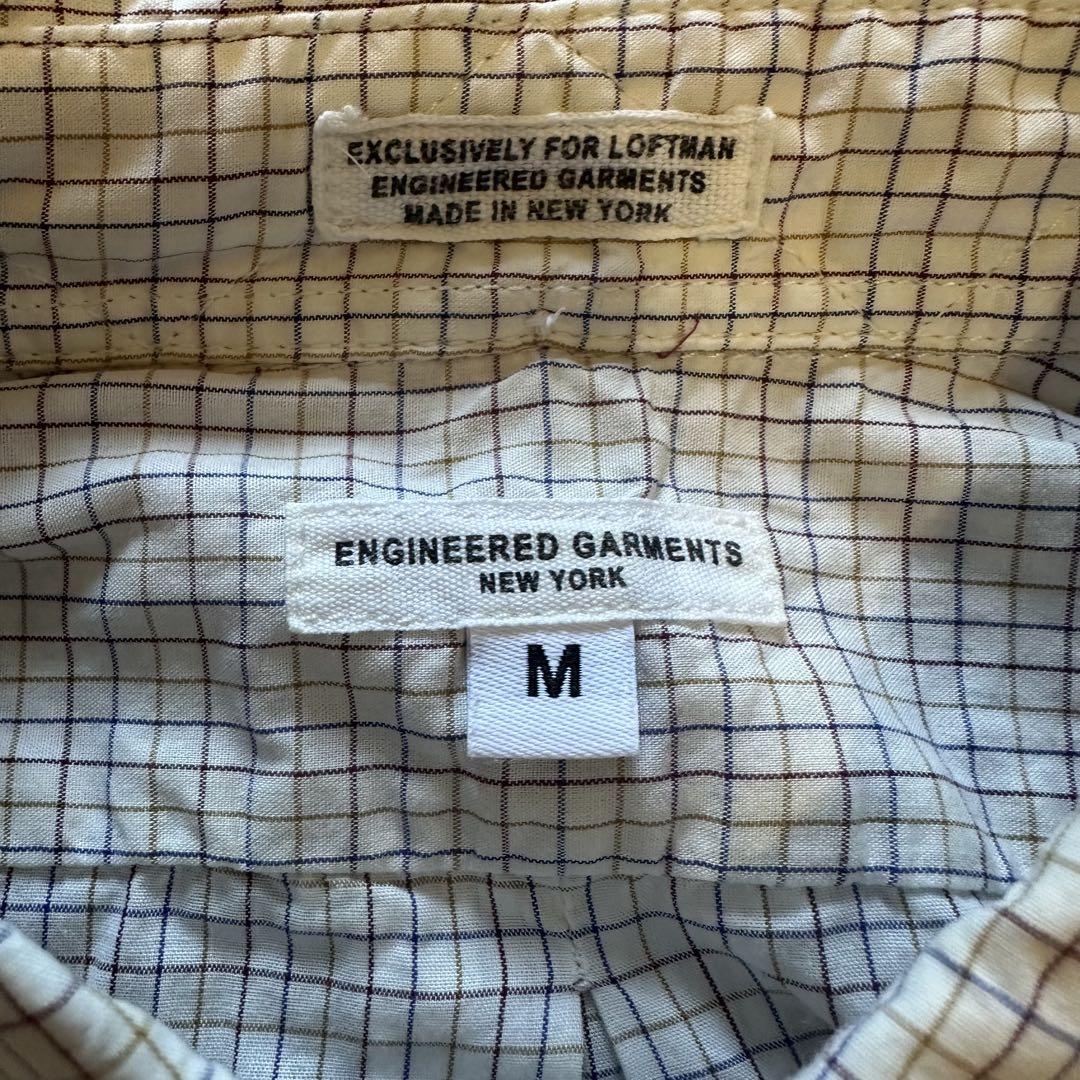 EXCLUSIVELY FOR LOFTMAN
ENGINEERED GARMENTS
MADE IN NEW YORK
ENGINEERED GARMENTS
NEW YORK
M